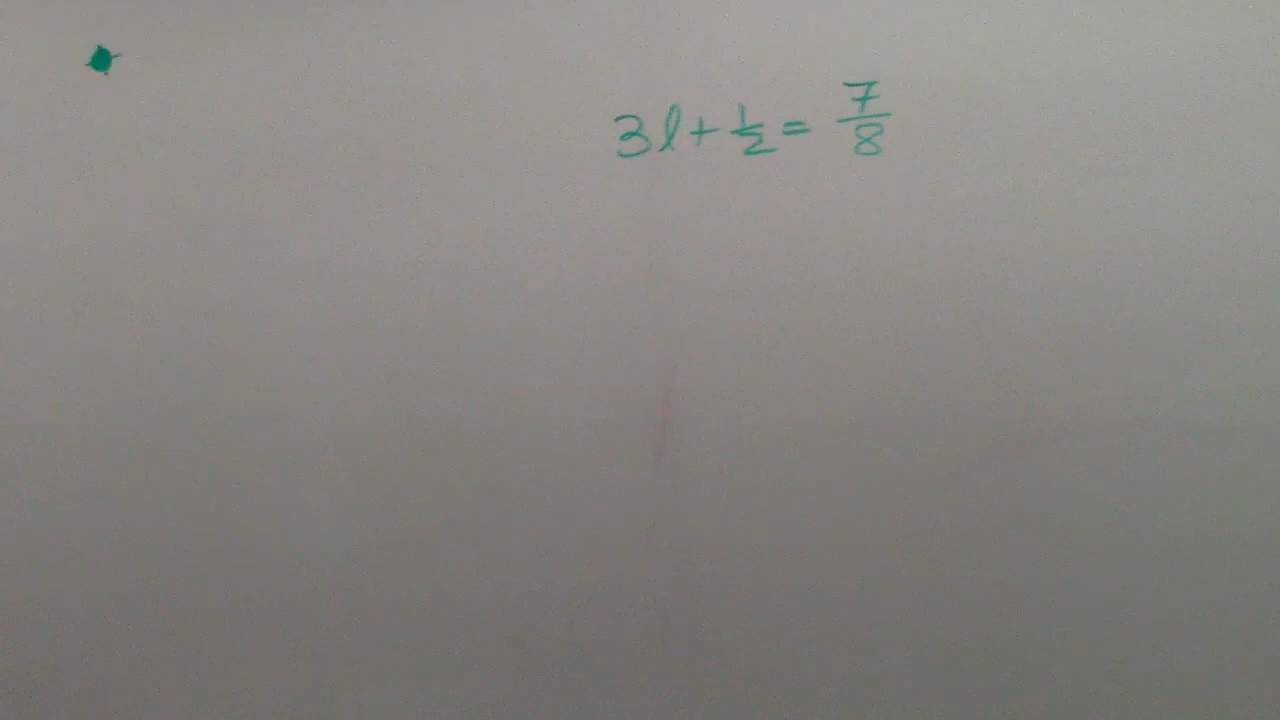 3l + 1/2 = 7/8